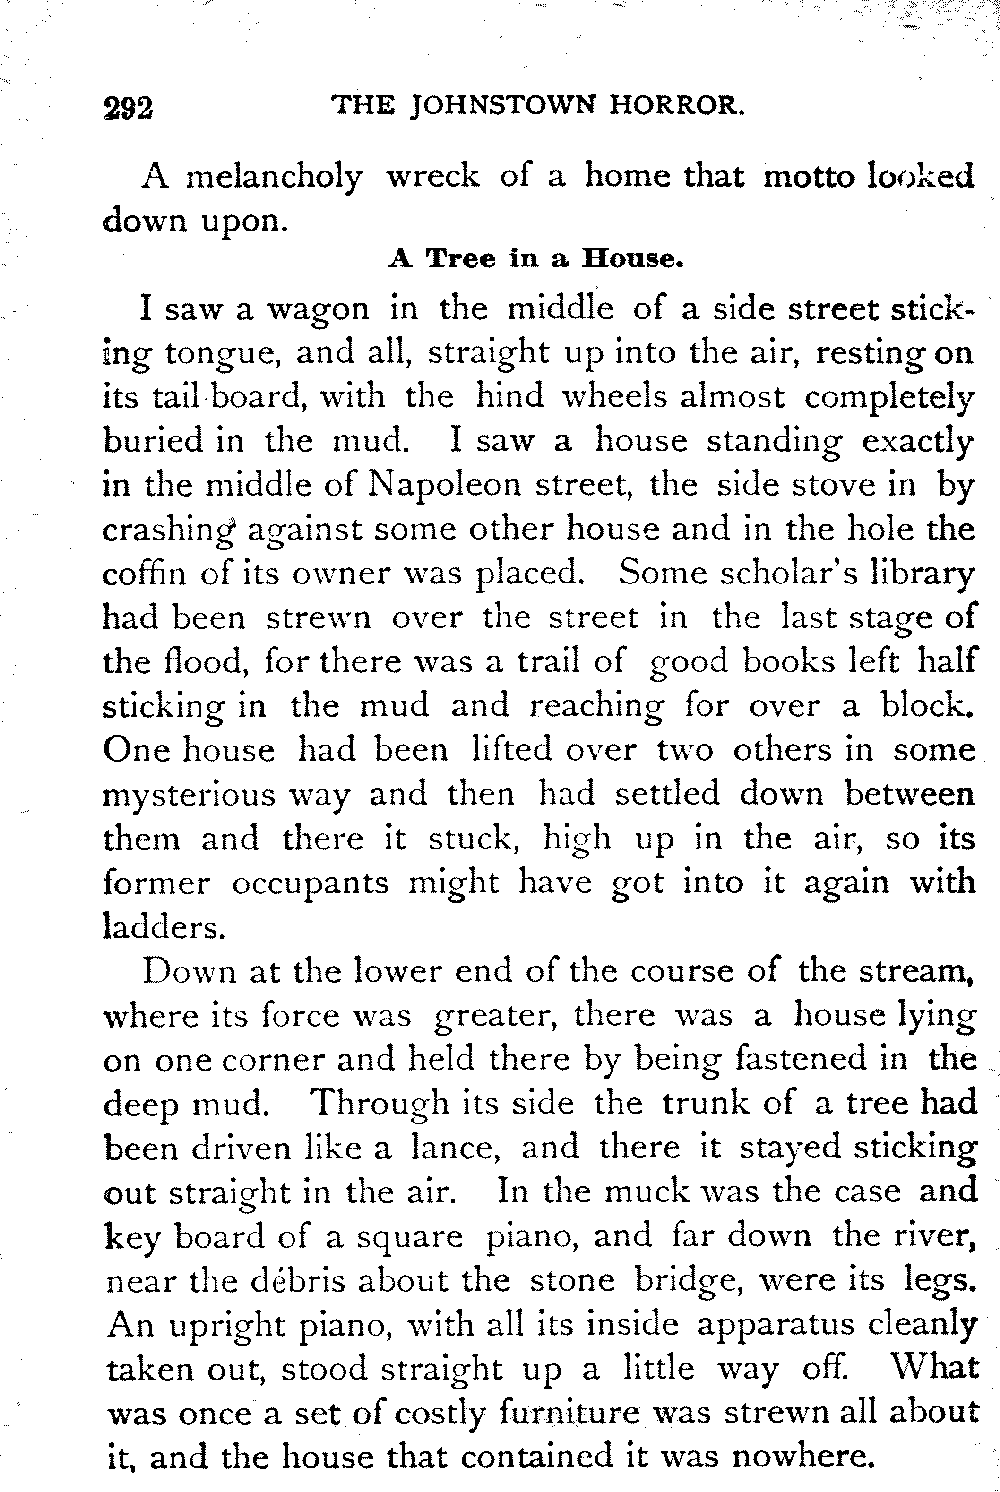 292 THE JOHNSTOWN HORROR.
A melancholy wreck of a home that motto looked
down upon.
A Tree in a House.
I saw a wagon in the middle of a side street stick-
ing tongue, and all, straight up into the air, resting on
its tail board, with the hind wheels almost completely
buried in the mud. I saw a house standing exactly
in the middle of Napoleon street, the side stove in by
crashing against some other house and in the hole the
coffin of its owner was placed. Some scholar's library
had been strewn over the street in the last stage of
the flood, for there was a trail of good books left half
sticking in the mud and reaching for over a block.
One house had been lifted over two others in some
mysterious way and then had settled down between
them and there it stuck, high up in the air, so its
former occupants might have got into it again with
ladders.
Down at the lower end of the course of the stream,
where its force was greater, there was a house lying
on one corner and held there by being fastened in the
deep mud. Through its side the trunk of a tree had
been driven like a lance, and there it stayed sticking
out straight in the air. In the muck was the case and
key board of a square piano, and far down the river,
near the débris about the stone bridge, were its legs.
An upright piano, with all its inside apparatus cleanly
taken out, stood straight up a little way off. What
was once a set of costly furniture was strewn all about
it, and the house that contained it was nowhere.